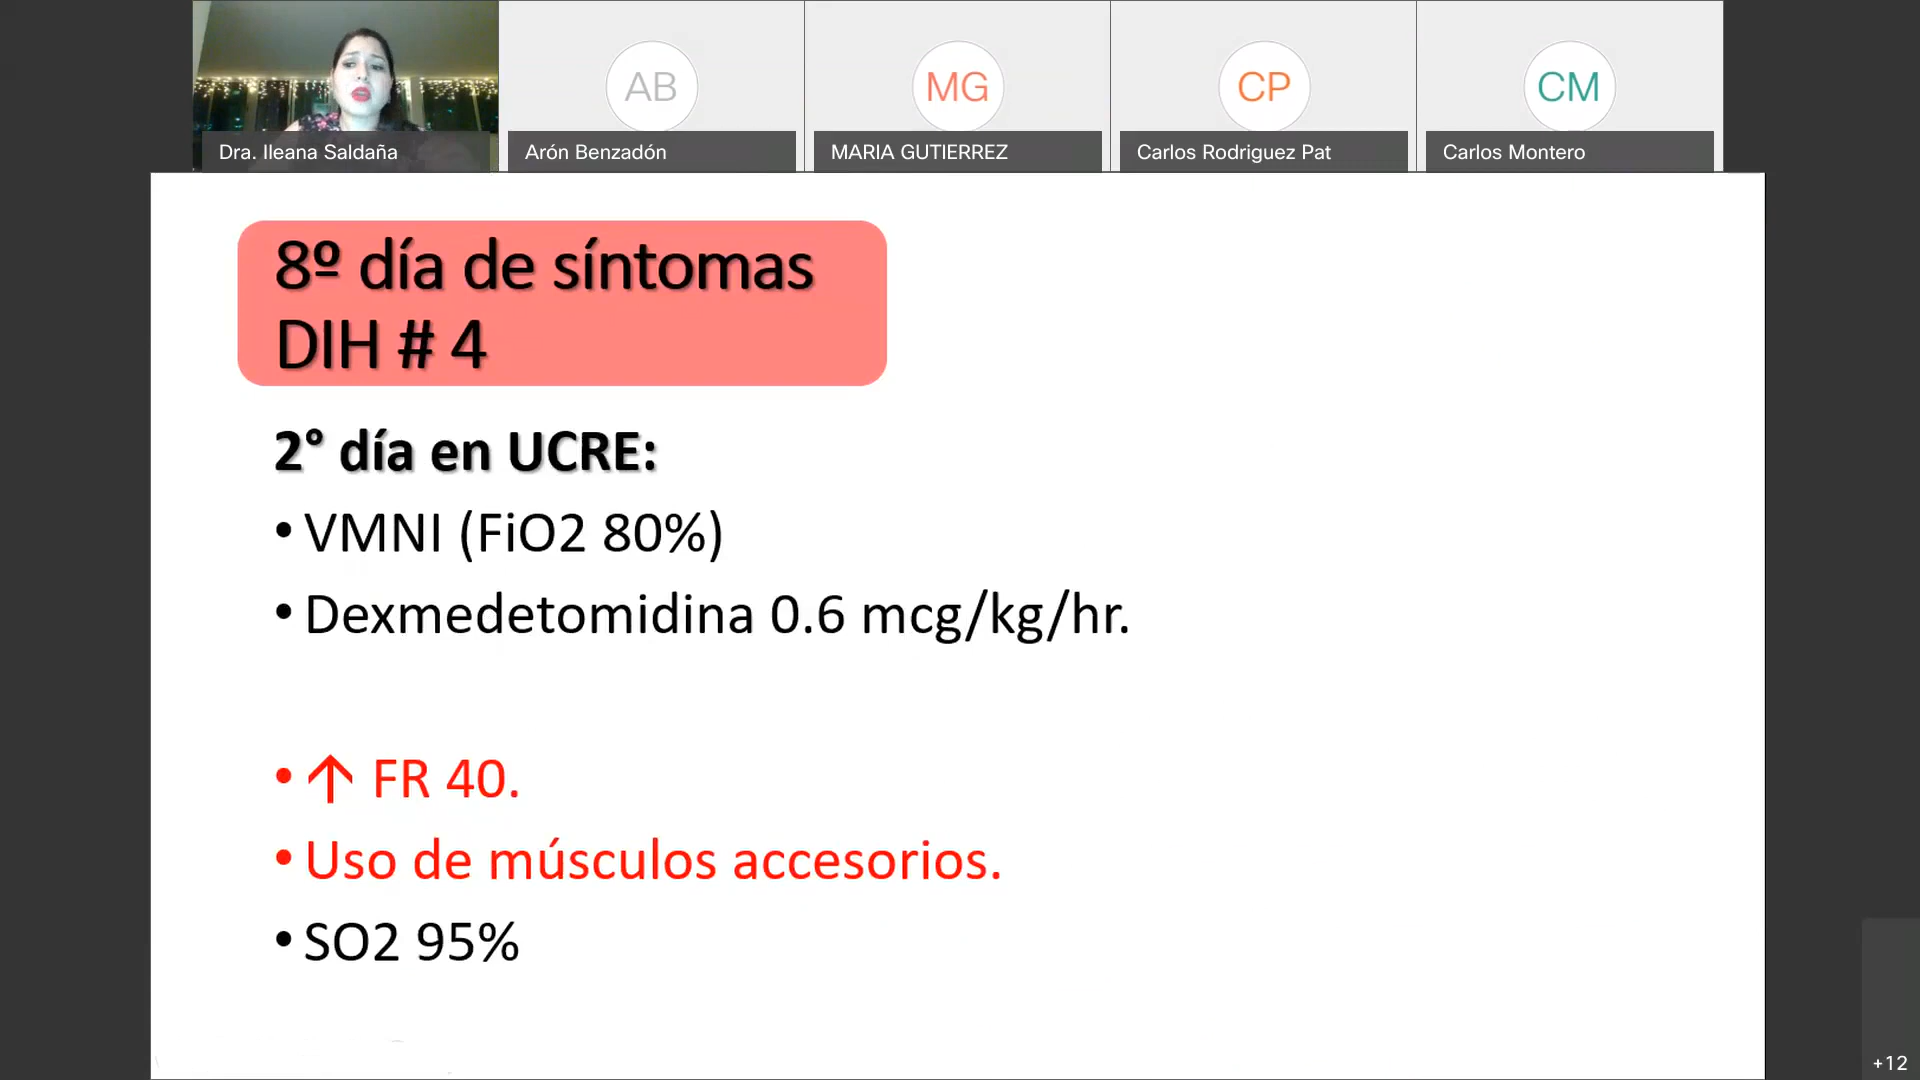 AB
MG
CP
CM
Dra. Ileana Saldaña
Arón Benzadón
MARIA GUTIERREZ
Carlos Rodriguez Pat
Carlos Montero
8º día de síntomas
DIH # 4
2° día en UCRE:
• VMNI (FiO2 80%)
• Dexmedetomidina 0.6 mcg/kg/hr.
• ↑ FR 40.
• Uso de músculos accesorios.
• SO2 95%
+12